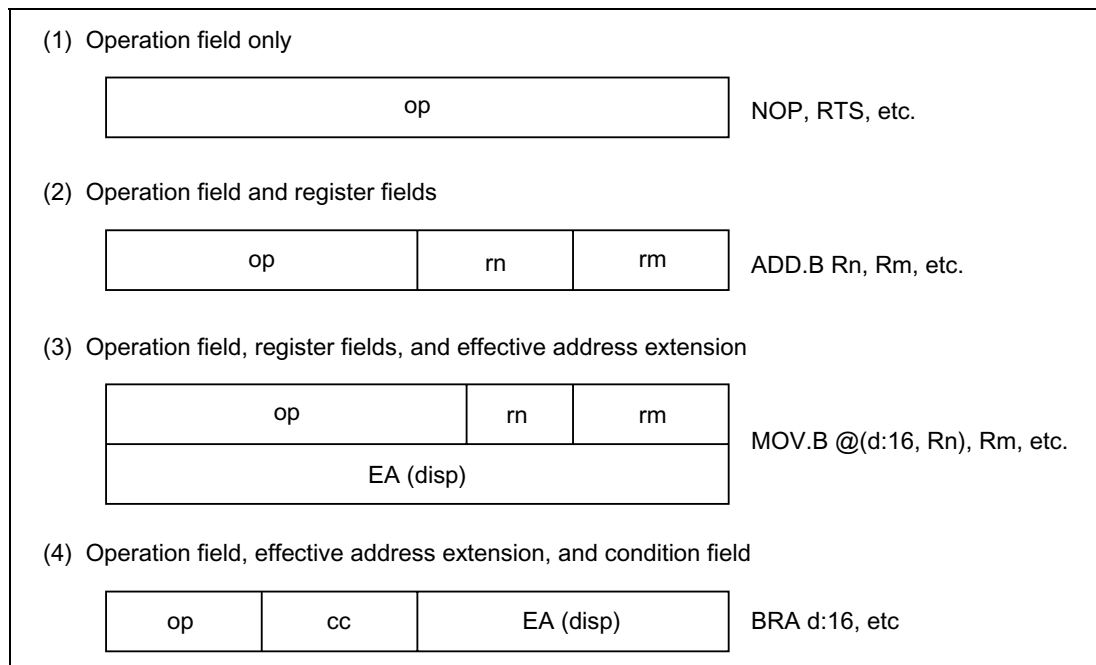 (1) Operation field only
op
NOP, RTS, etc.
(2) Operation field and register fields
op rn rm
ADD.B Rn, Rm, etc.
(3) Operation field, register fields, and effective address extension
op rn rm
EA (disp)
MOV.B @(d:16, Rn), Rm, etc.
(4) Operation field, effective address extension, and condition field
op cc EA (disp)
BRA d:16, etc